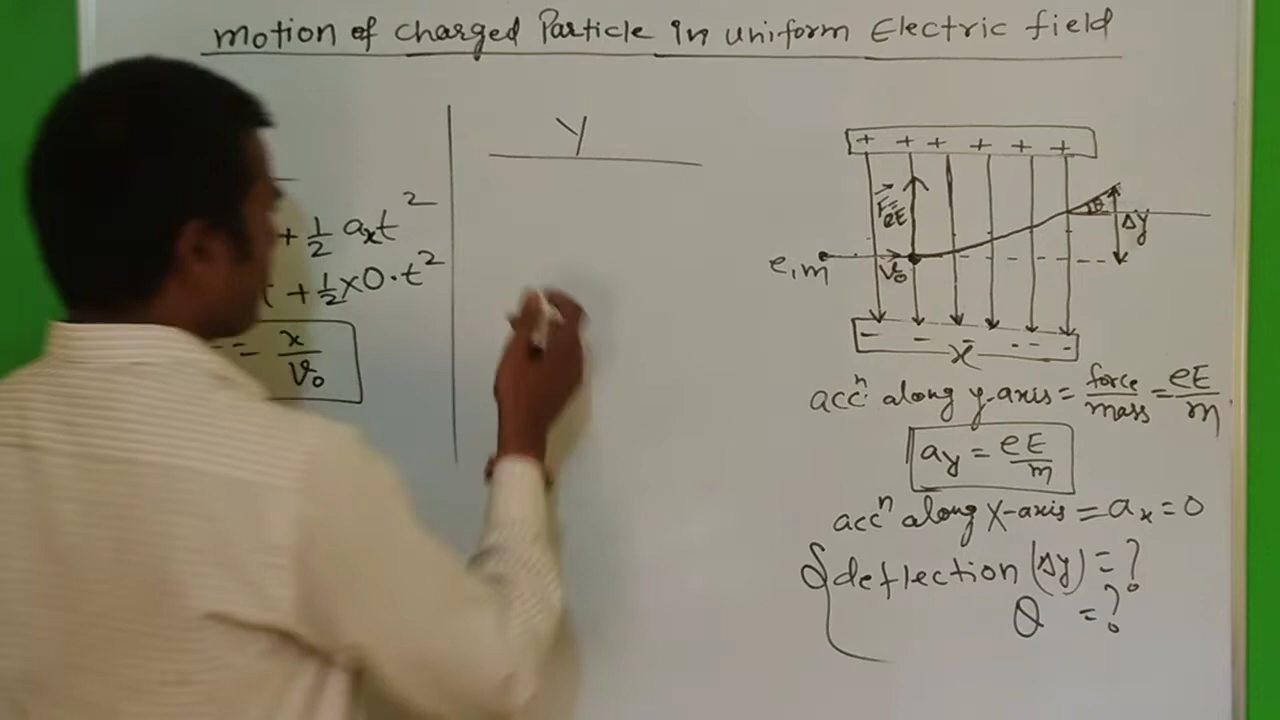 motion of charged Particle in uniform Electric field
+ 1/2 aₓt²
t + 1/2 × 0 · t²
= x/v₀
Y
+ + + + + +
F⃗ = eE
θ
Δy
e, m
v₀
- - - - - -
x
accⁿ along y-axis = force/mass = eE/m
ay = eE/m
accⁿ along X-axis = aₓ = 0
deflection (Δy) = ?
θ = ?